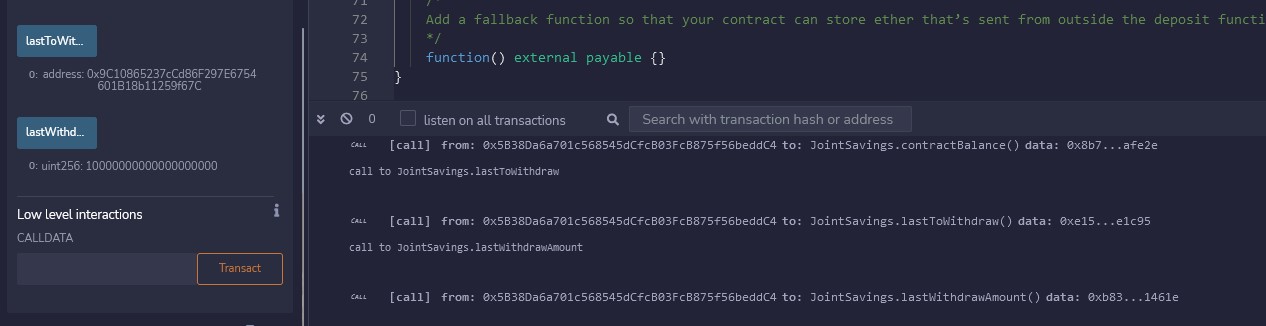 lastToWit...
0: address: 0x9C10865237cCd86F297E6754
601B18b11259f67C
lastWithd...
0: uint256: 10000000000000000000
Low level interactions
CALLDATA
Transact
71 /*
72 Add a fallback function so that your contract can store ether that’s sent from outside the deposit functi
73 */
74 function() external payable {}
75 }
76
0 listen on all transactions Search with transaction hash or address
CALL [call] from: 0x5B38Da6a701c568545dCfcB03FcB875f56beddC4 to: JointSavings.contractBalance() data: 0x8b7...afe2e
call to JointSavings.lastToWithdraw
CALL [call] from: 0x5B38Da6a701c568545dCfcB03FcB875f56beddC4 to: JointSavings.lastToWithdraw() data: 0xe15...e1c95
call to JointSavings.lastWithdrawAmount
CALL [call] from: 0x5B38Da6a701c568545dCfcB03FcB875f56beddC4 to: JointSavings.lastWithdrawAmount() data: 0xb83...1461e